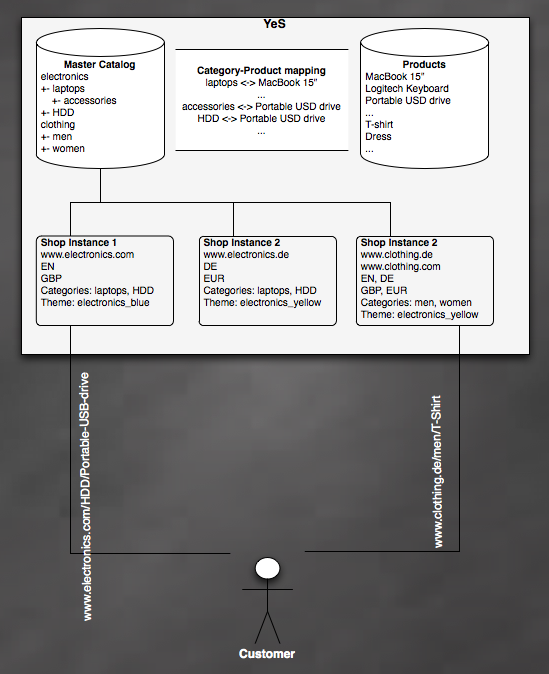 YeS
Master Catalog
electronics
+- laptops
+- accessories
+- HDD
clothing
+- men
+- women
Category-Product mapping
laptops <-> MacBook 15"
...
accessories <-> Portable USD drive
HDD <-> Portable USD drive
...
Products
MacBook 15"
Logitech Keyboard
Portable USD drive
...
T-shirt
Dress
...
Shop Instance 1
www.electronics.com
EN
GBP
Categories: laptops, HDD
Theme: electronics_blue
Shop Instance 2
www.electronics.de
DE
EUR
Categories: laptops, HDD
Theme: electronics_yellow
Shop Instance 2
www.clothing.de
www.clothing.com
EN, DE
GBP, EUR
Categories: men, women
Theme: electronics_yellow
www.electronics.com/HDD/Portable-USB-drive
www.clothing.de/men/T-Shirt
Customer